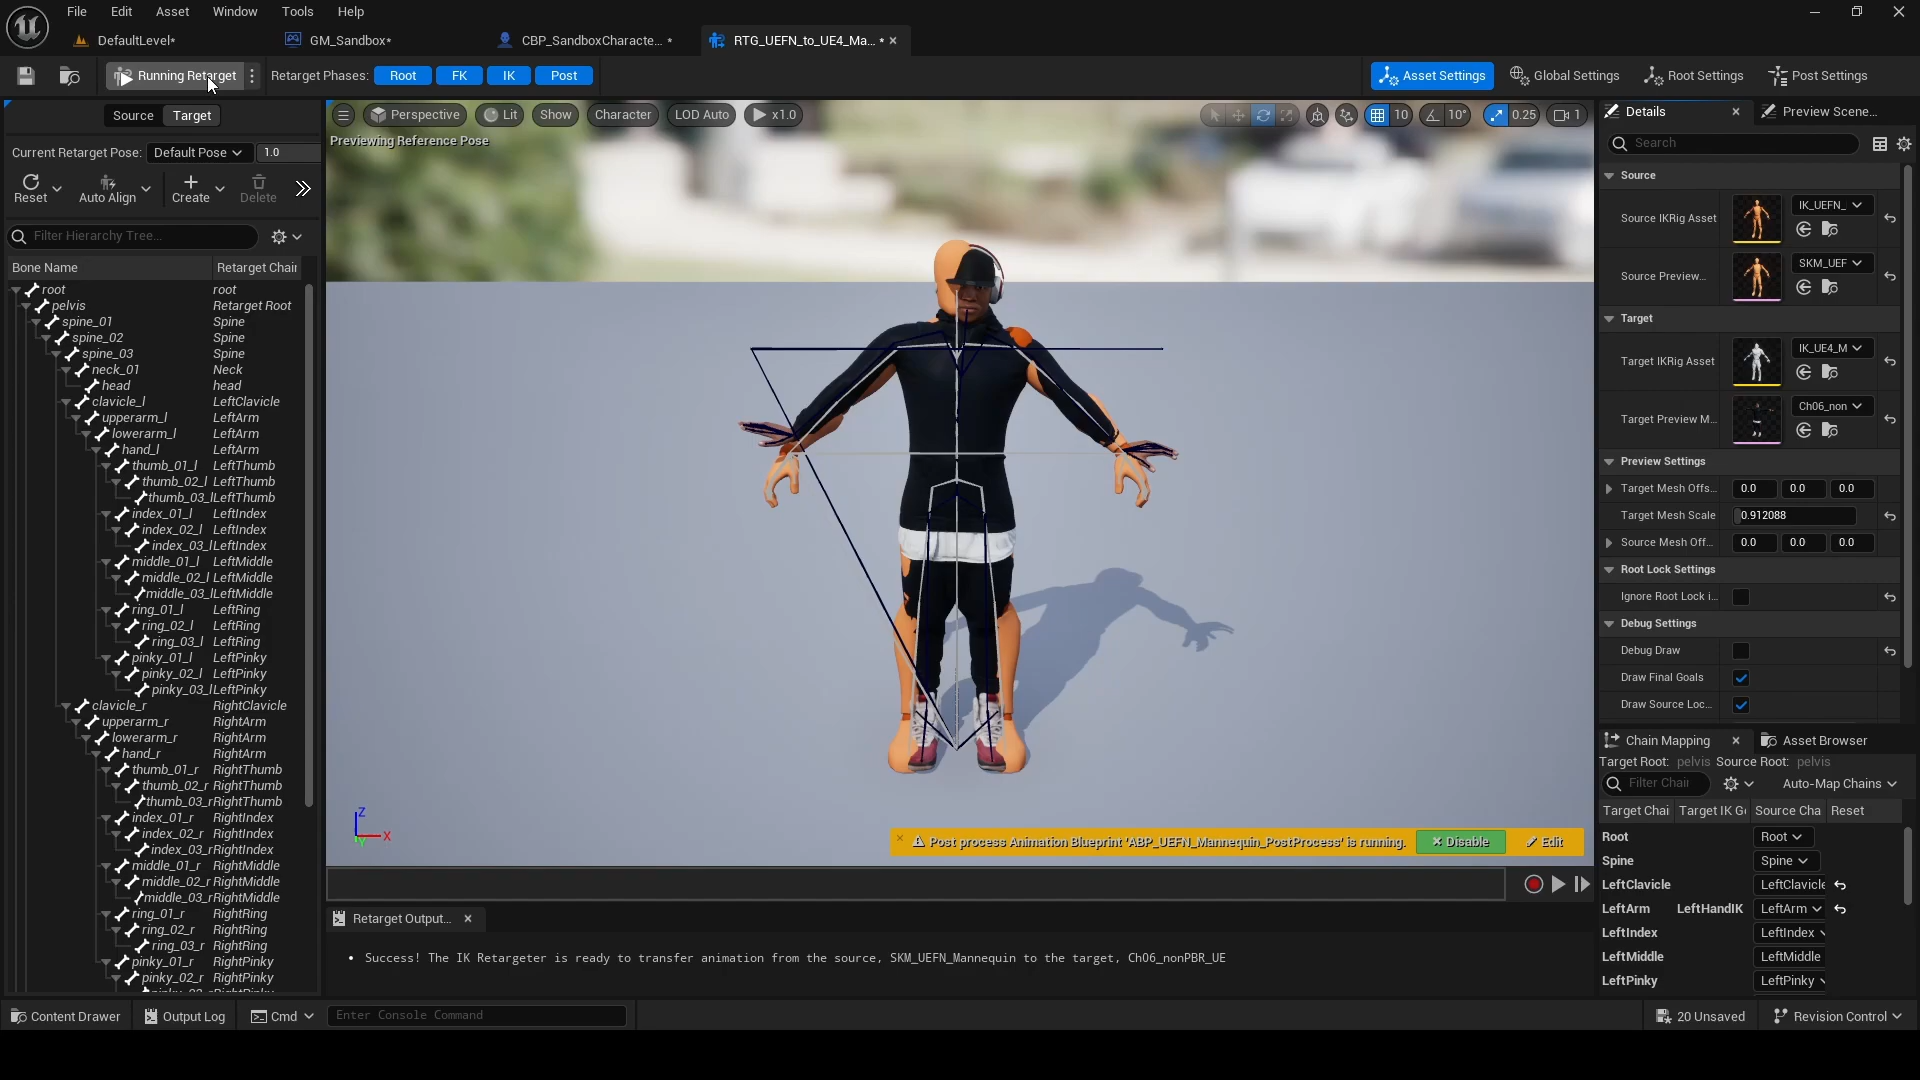 File Edit Asset Window Tools Help
DefaultLevel* GM_Sandbox* CBP_SandboxCharacte... * RTG_UEFN_to_UE4_Ma... *
Running Retarget Retarget Phases: Root FK IK Post Asset Settings Global Settings Root Settings Post Settings
Source Target
Current Retarget Pose: Default Pose 1.0
Reset Auto Align Create Delete
Filter Hierarchy Tree...
Bone Name Retarget Chair
root root
pelvis Retarget Root
spine_01 Spine
spine_02 Spine
spine_03 Spine
neck_01 Neck
head head
clavicle_l LeftClavicle
upperarm_l LeftArm
lowerarm_l LeftArm
hand_l LeftArm
thumb_01_l LeftThumb
thumb_02_l LeftThumb
thumb_03_l LeftThumb
index_01_l LeftIndex
index_02_l LeftIndex
index_03_l LeftIndex
middle_01_l LeftMiddle
middle_02_l LeftMiddle
middle_03_l LeftMiddle
ring_01_l LeftRing
ring_02_l LeftRing
ring_03_l LeftRing
pinky_01_l LeftPinky
pinky_02_l LeftPinky
pinky_03_l LeftPinky
clavicle_r RightClavicle
upperarm_r RightArm
lowerarm_r RightArm
hand_r RightArm
thumb_01_r RightThumb
thumb_02_r RightThumb
thumb_03_r RightThumb
index_01_r RightIndex
index_02_r RightIndex
index_03_r RightIndex
middle_01_r RightMiddle
middle_02_r RightMiddle
middle_03_r RightMiddle
ring_01_r RightRing
ring_02_r RightRing
ring_03_r RightRing
pinky_01_r RightPinky
pinky_02_r RightPinky
Perspective Lit Show Character LOD Auto x1.0 10 10° 0.25 1
Previewing Reference Pose
Z
X
Y
Post process Animation Blueprint 'ABP_UEFN_Mannequin_PostProcess' is running. Disable Edit
Retarget Output...
• Success! The IK Retargeter is ready to transfer animation from the source, SKM_UEFN_Mannequin to the target, Ch06_nonPBR_UE
Details Preview Scene...
Search
Source
Source IKRig Asset IK_UEFN_
Source Preview... SKM_UEF
Target
Target IKRig Asset IK_UE4_M
Target Preview M... Ch06_non
Preview Settings
Target Mesh Offs... 0.0 0.0 0.0
Target Mesh Scale 0.912088
Source Mesh Off... 0.0 0.0 0.0
Root Lock Settings
Ignore Root Lock i...
Debug Settings
Debug Draw
Draw Final Goals
Draw Source Loc...
Chain Mapping Asset Browser
Target Root: pelvis Source Root: pelvis
Filter Chai Auto-Map Chains
Target Chai Target IK G Source Cha Reset
Root Root
Spine Spine
LeftClavicle LeftClavicle
LeftArm LeftHandIK LeftArm
LeftIndex LeftIndex
LeftMiddle LeftMiddle
LeftPinky LeftPinky
Content Drawer Output Log Cmd Enter Console Command 20 Unsaved Revision Control